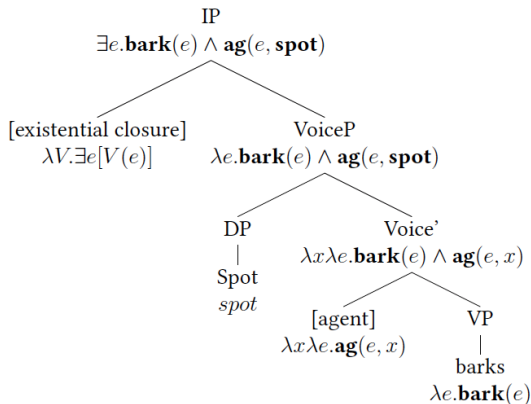 IP
∃e.bark(e) ∧ ag(e, spot)
[existential closure] VoiceP
λV.∃e[V(e)] λe.bark(e) ∧ ag(e, spot)
DP Voice’
Spot λxλe.bark(e) ∧ ag(e, x)
spot [agent] VP
λxλe.ag(e, x) barks
λe.bark(e)